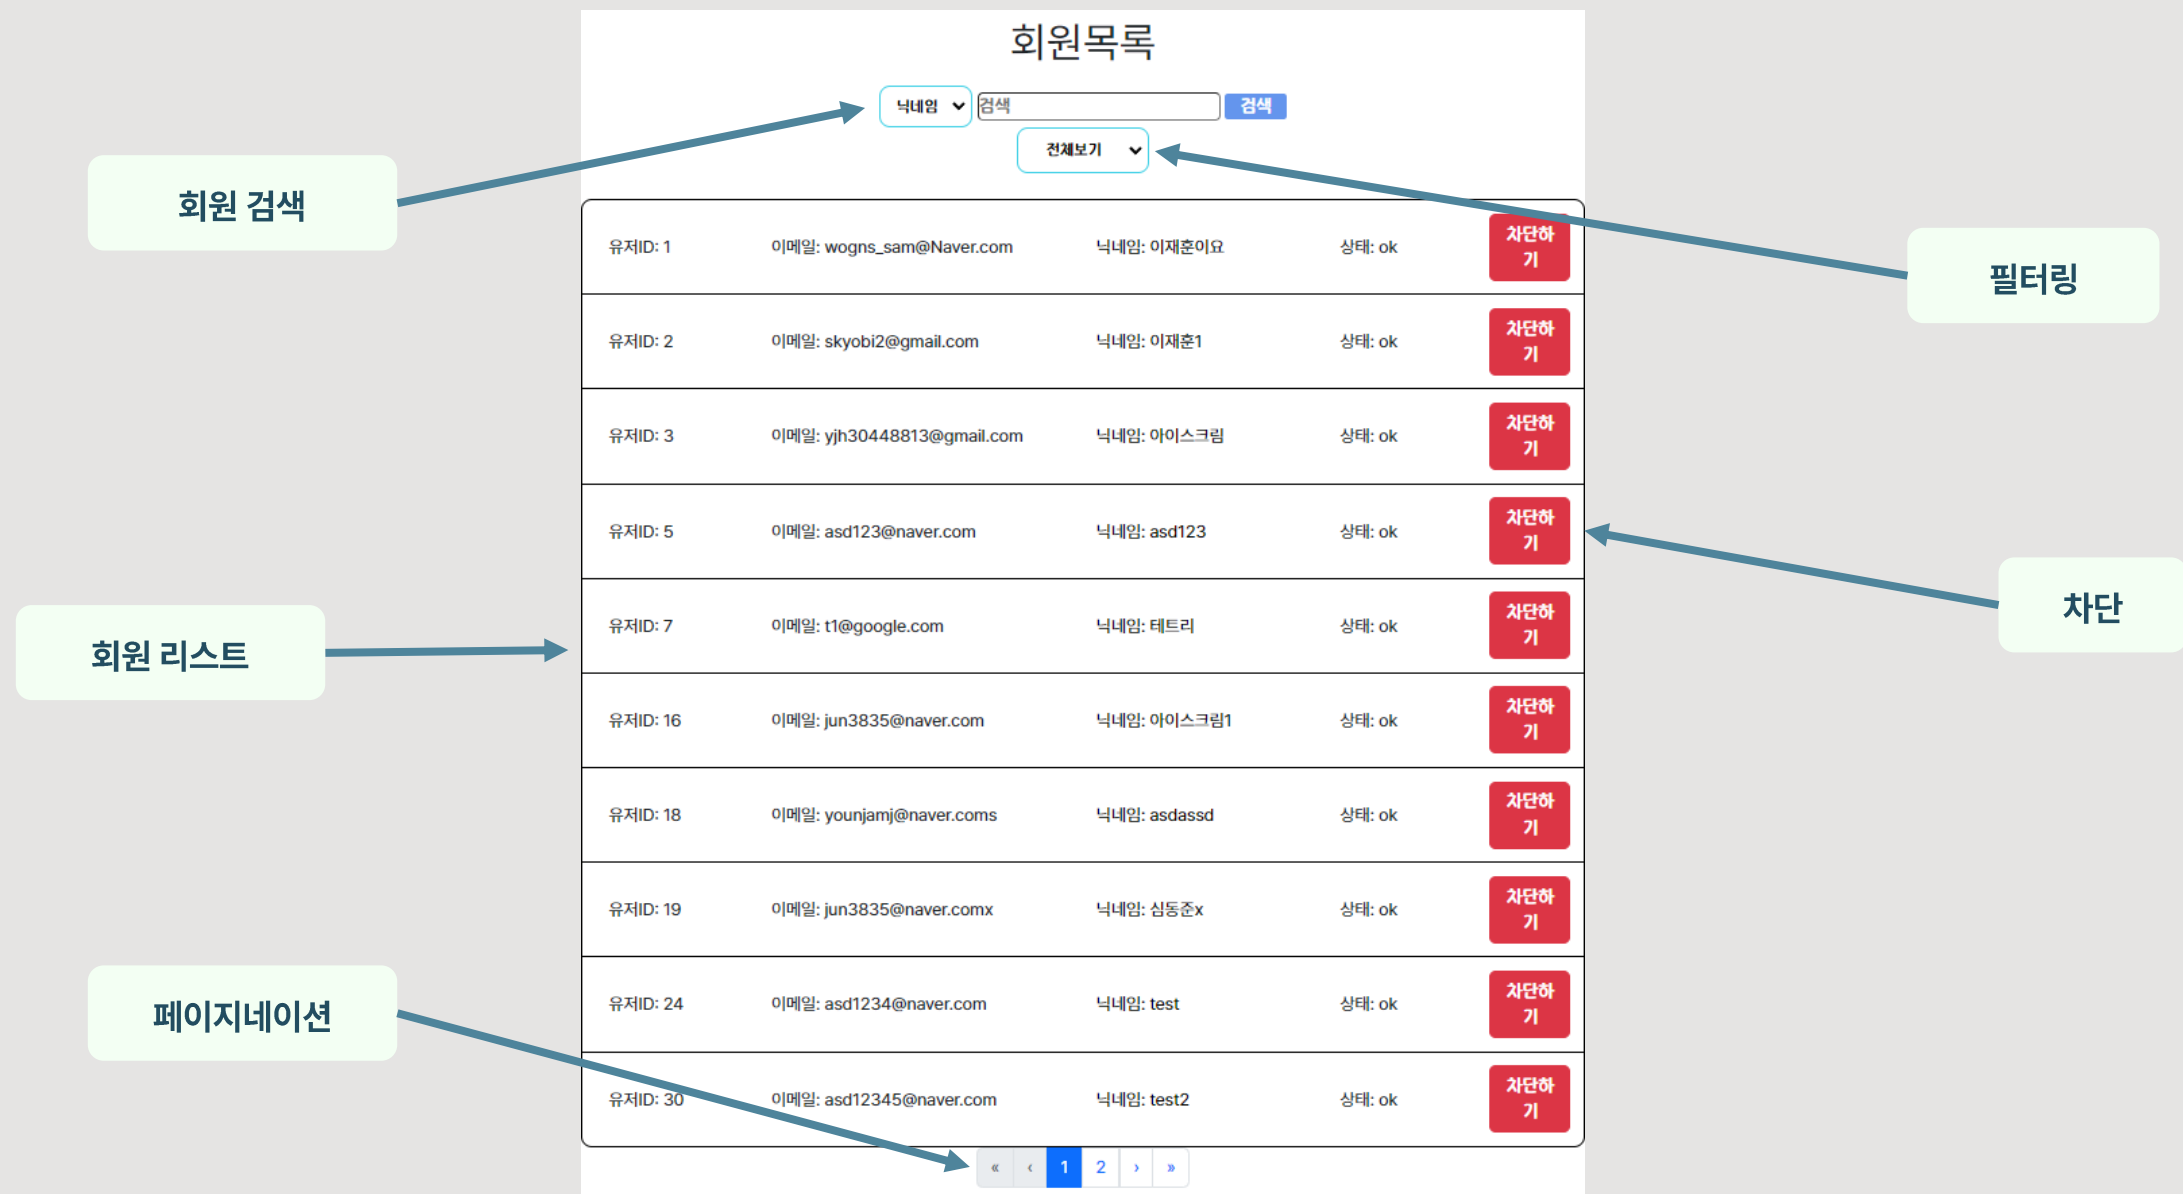 회원목록
닉네임 검색 검색
전체보기
회원 검색
필터링
유저ID: 1 이메일: wogns_sam@Naver.com 닉네임: 이재훈이요 상태: ok 차단하
기
유저ID: 2 이메일: skyobi2@gmail.com 닉네임: 이재훈1 상태: ok 차단하
기
유저ID: 3 이메일: yjh30448813@gmail.com 닉네임: 아이스크림 상태: ok 차단하
기
유저ID: 5 이메일: asd123@naver.com 닉네임: asd123 상태: ok 차단하
기
차단
유저ID: 7 이메일: t1@google.com 닉네임: 테트리 상태: ok 차단하
기
회원 리스트
유저ID: 16 이메일: jun3835@naver.com 닉네임: 아이스크림1 상태: ok 차단하
기
유저ID: 18 이메일: younjamj@naver.coms 닉네임: asdassd 상태: ok 차단하
기
유저ID: 19 이메일: jun3835@naver.comx 닉네임: 심동준x 상태: ok 차단하
기
유저ID: 24 이메일: asd1234@naver.com 닉네임: test 상태: ok 차단하
기
페이지네이션
유저ID: 30 이메일: asd12345@naver.com 닉네임: test2 상태: ok 차단하
기
« ‹ 1 2 › »